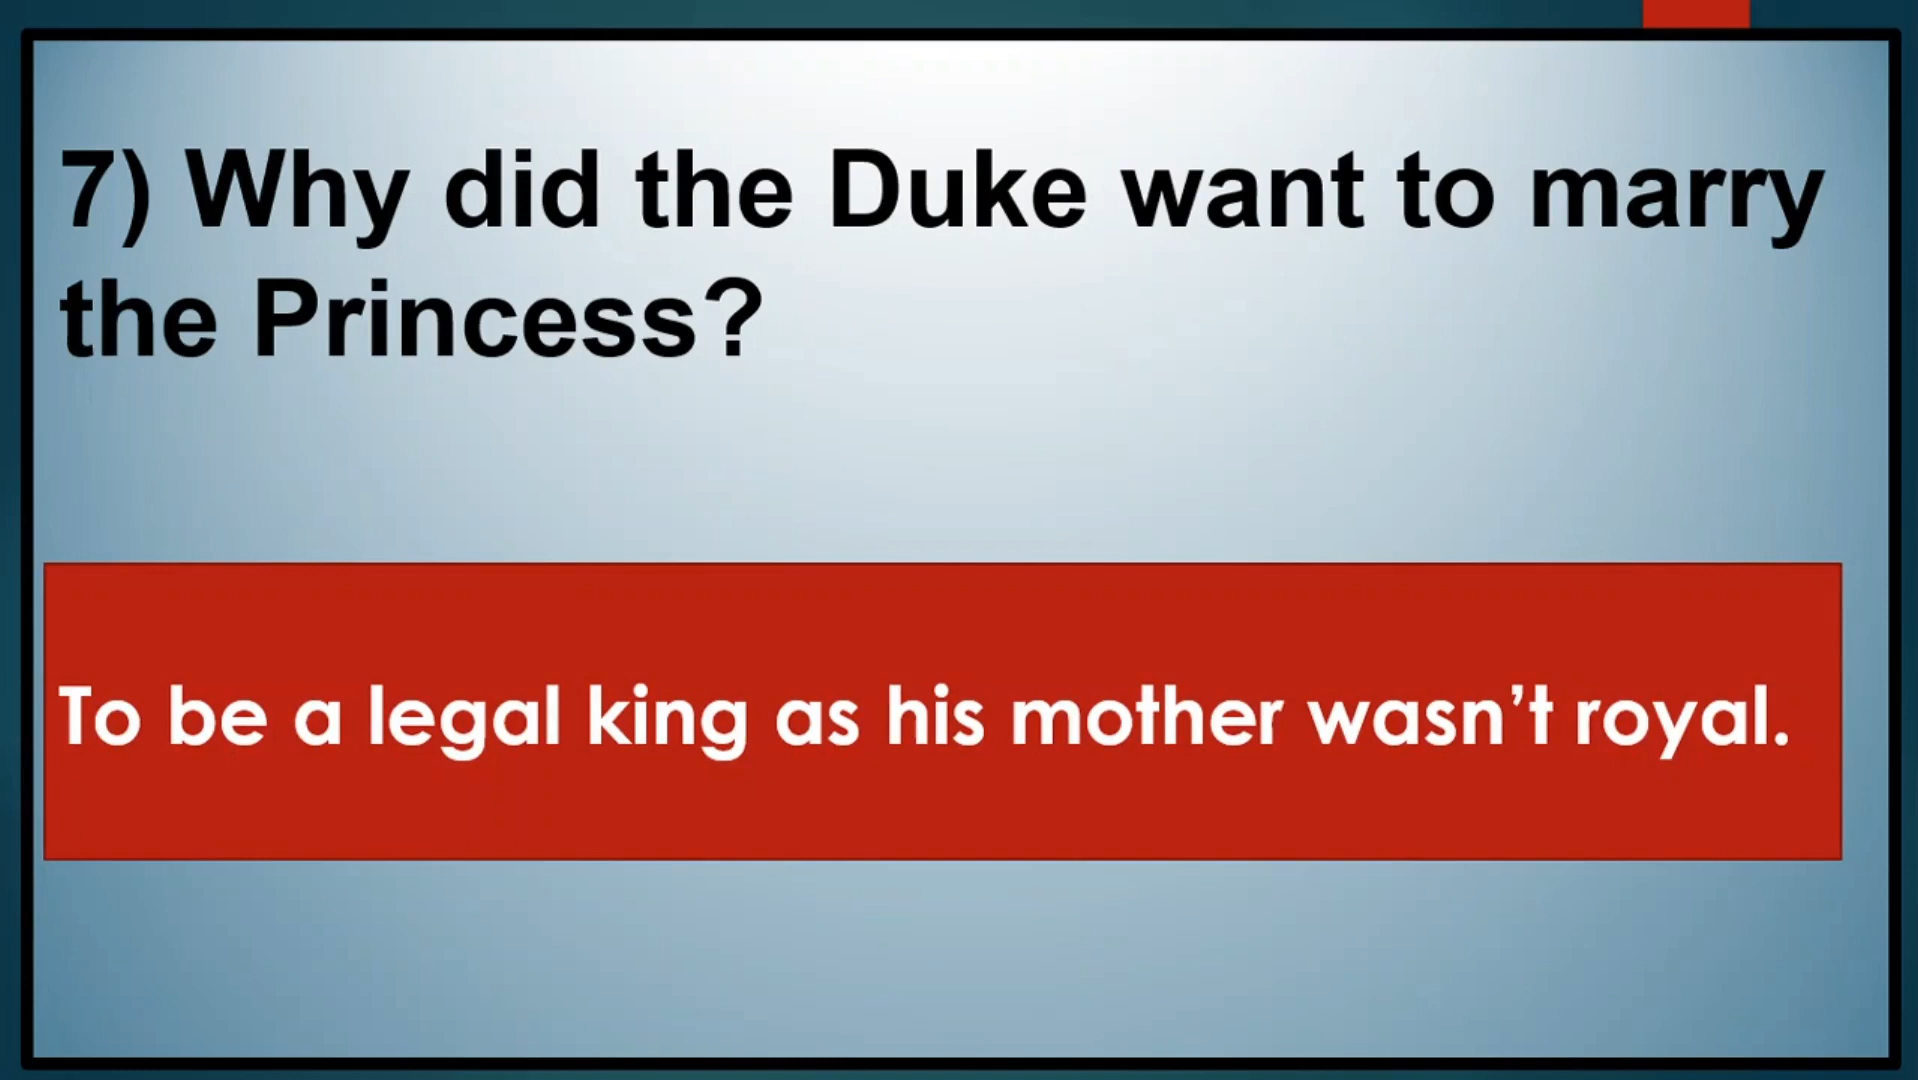 7) Why did the Duke want to marry
the Princess?
To be a legal king as his mother wasn’t royal.